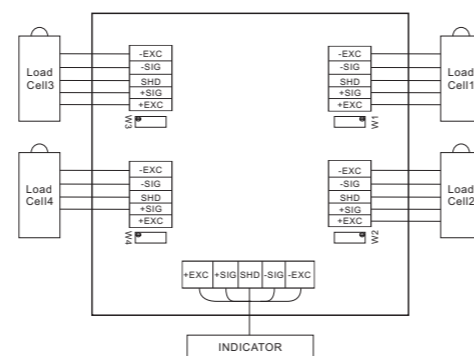 Load
Cell3
-EXC
-SIG
SHD
+SIG
+EXC
W3
-EXC
-SIG
SHD
+SIG
+EXC
W1
Load
Cell1
Load
Cell4
-EXC
-SIG
SHD
+SIG
+EXC
W4
-EXC
-SIG
SHD
+SIG
+EXC
W2
Load
Cell2
+EXC +SIG SHD -SIG -EXC
INDICATOR